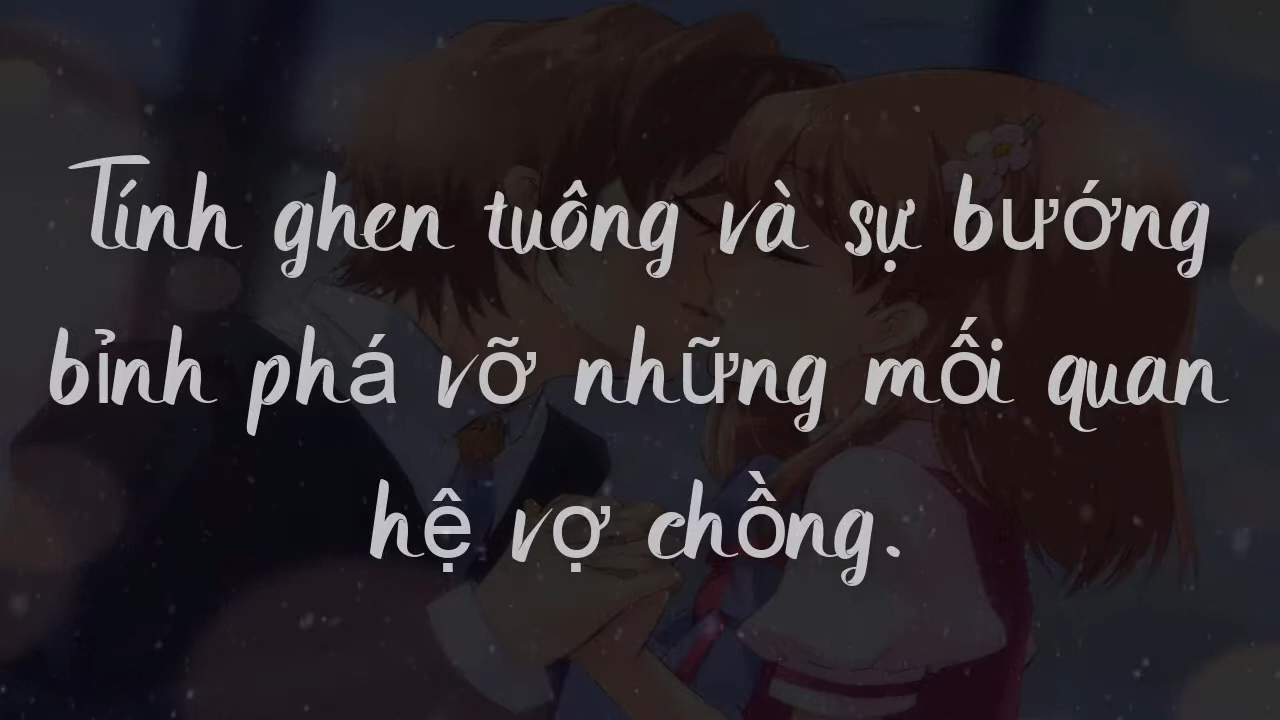 Tính ghen tuông và sự bướng
bỉnh phá vỡ những mối quan
hệ vợ chồng.